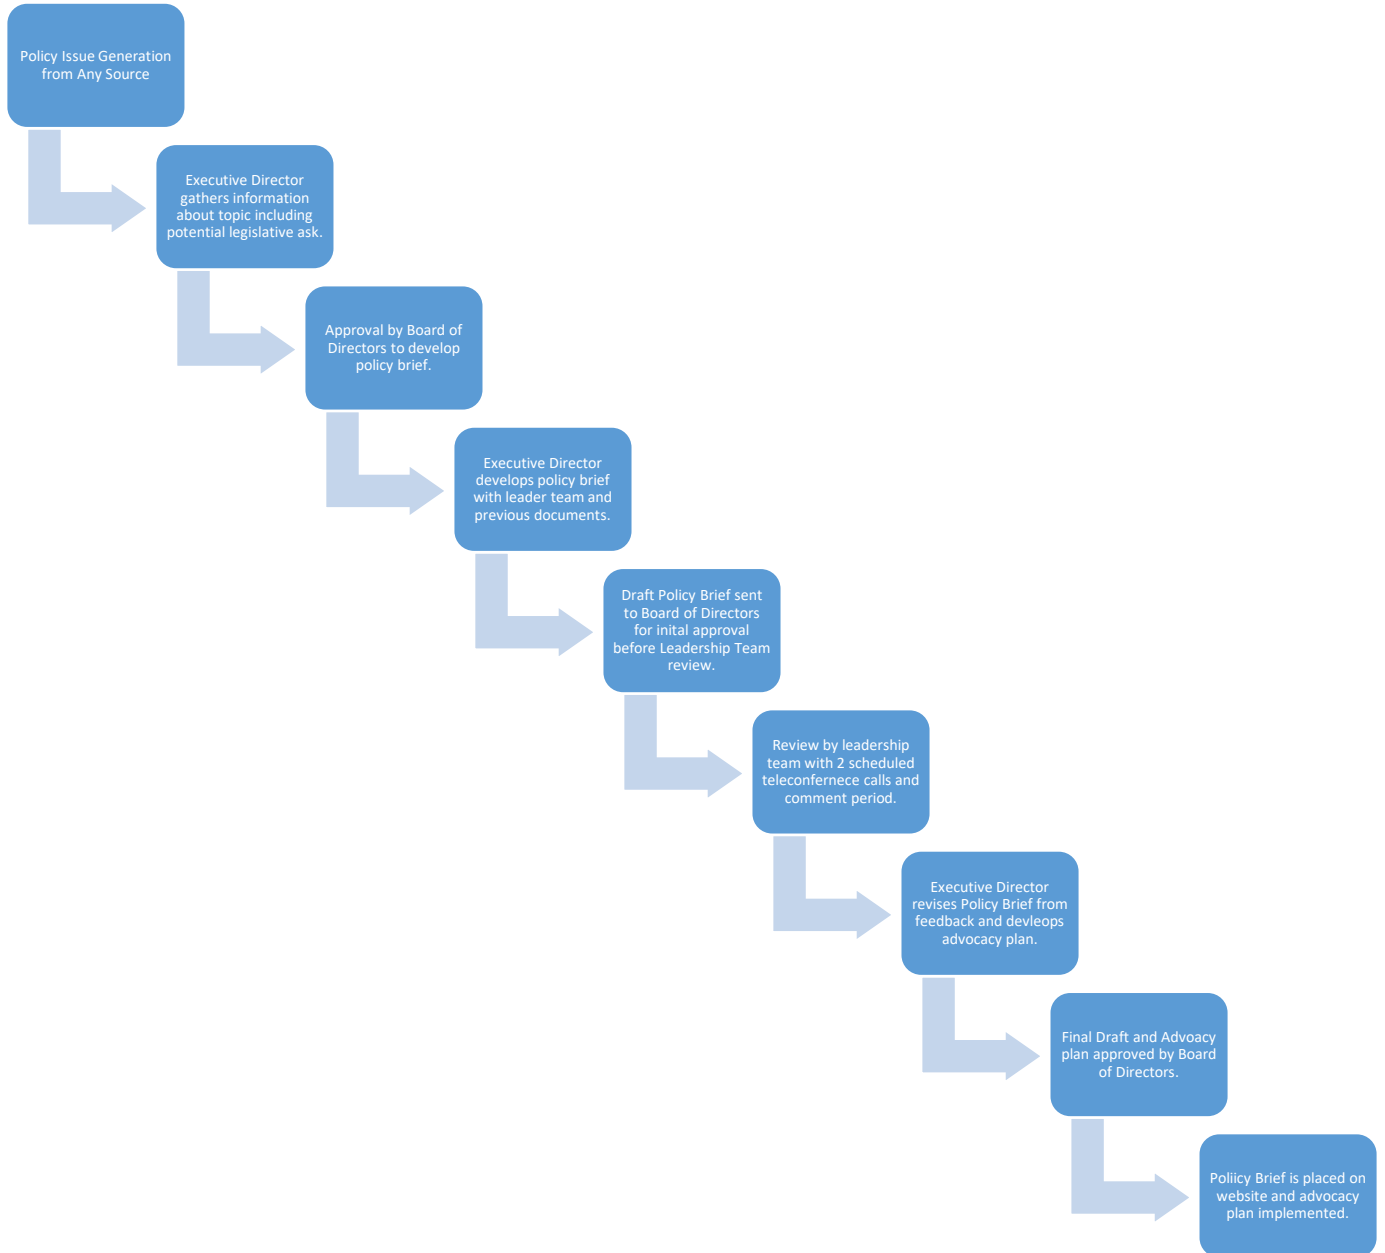 Policy Issue Generation
from Any Source
Executive Director
gathers information
about topic including
potential legislative ask.
Approval by Board of
Directors to develop
policy brief.
Executive Director
develops policy brief
with leader team and
previous documents.
Draft Policy Brief sent
to Board of Directors
for inital approval
before Leadership Team
review.
Review by leadership
team with 2 scheduled
teleconfernece calls and
comment period.
Executive Director
revises Policy Brief from
feedback and devleops
advocacy plan.
Final Draft and Advoacy
plan approved by Board
of Directors.
Poliicy Brief is placed on
website and advocacy
plan implemented.